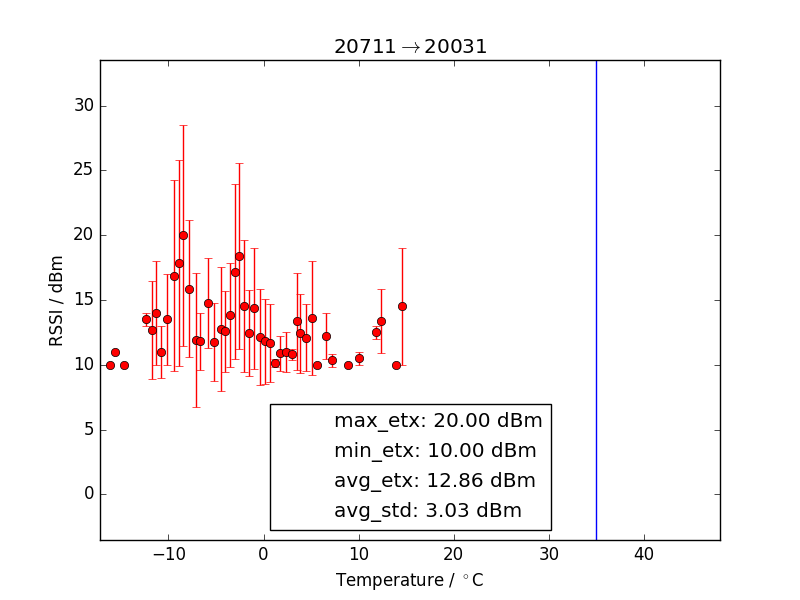 20711→20031
RSSI / dBm
30
25
20
15
10
5
0
max_etx: 20.00 dBm
min_etx: 10.00 dBm
avg_etx: 12.86 dBm
avg_std: 3.03 dBm
−10 0 10 20 30 40
Temperature / °C